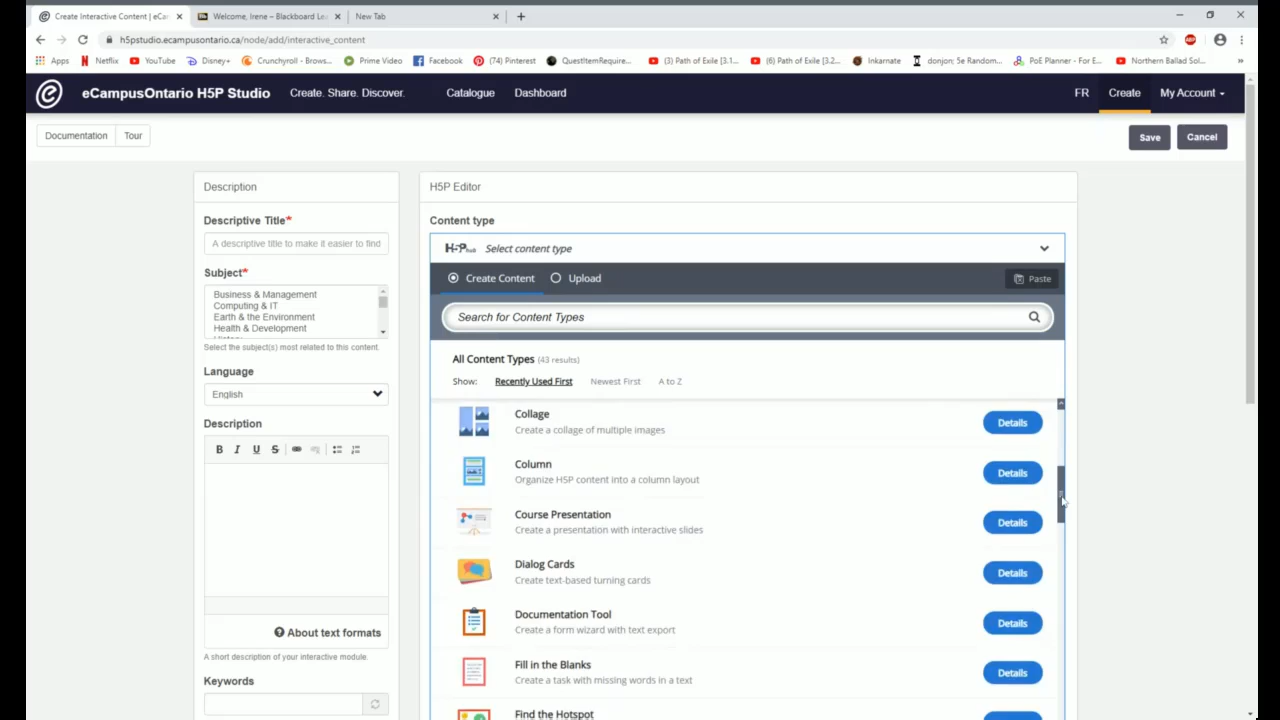 Create Interactive Content | eCa
Welcome, Irene – Blackboard Lea
New Tab
h5pstudio.ecampusontario.ca/node/add/interactive_content
Apps
Netflix
YouTube
Disney+
Crunchyroll - Brows...
Prime Video
Facebook
(74) Pinterest
QuestItemRequire...
(3) Path of Exile [3.1...
(6) Path of Exile [3.2...
Inkarnate
donjon; 5e Random...
PoE Planner - For E...
Northern Ballad Sol...
eCampusOntario H5P Studio
Create. Share. Discover.
Catalogue
Dashboard
FR
Create
My Account
Documentation
Tour
Save
Cancel
Description
Descriptive Title*
A descriptive title to make it easier to find
Subject*
Business & Management
Computing & IT
Earth & the Environment
Health & Development
Select the subject(s) most related to this content.
Language
English
Description
B I U S
About text formats
A short description of your interactive module.
Keywords
H5P Editor
Content type
H5P hub Select content type
Create Content
Upload
Paste
Search for Content Types
All Content Types (43 results)
Show: Recently Used First Newest First A to Z
Collage
Create a collage of multiple images
Details
Column
Organize H5P content into a column layout
Details
Course Presentation
Create a presentation with interactive slides
Details
Dialog Cards
Create text-based turning cards
Details
Documentation Tool
Create a form wizard with text export
Details
Fill in the Blanks
Create a task with missing words in a text
Details
Find the Hotspot